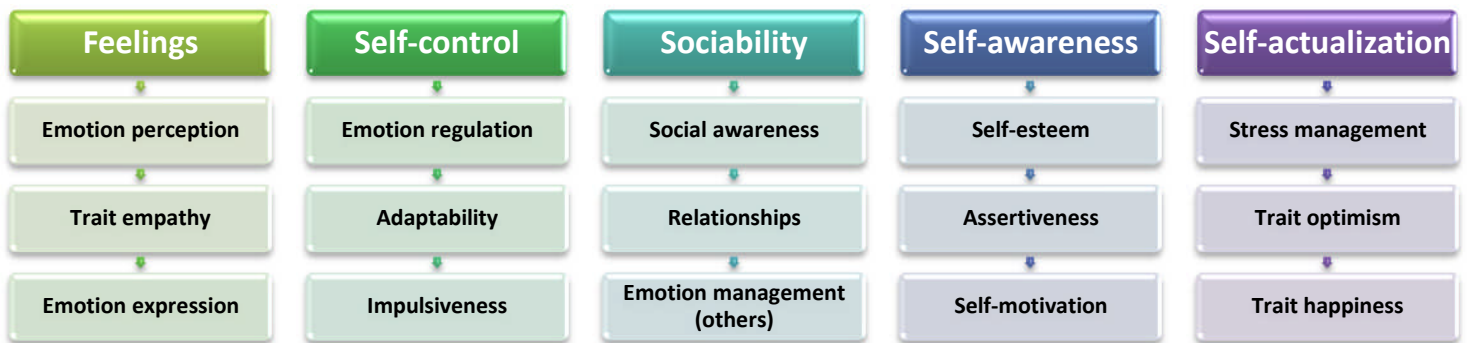 Feelings
Emotion perception
Trait empathy
Emotion expression
Self-control
Emotion regulation
Adaptability
Impulsiveness
Sociability
Social awareness
Relationships
Emotion management
(others)
Self-awareness
Self-esteem
Assertiveness
Self-motivation
Self-actualization
Stress management
Trait optimism
Trait happiness